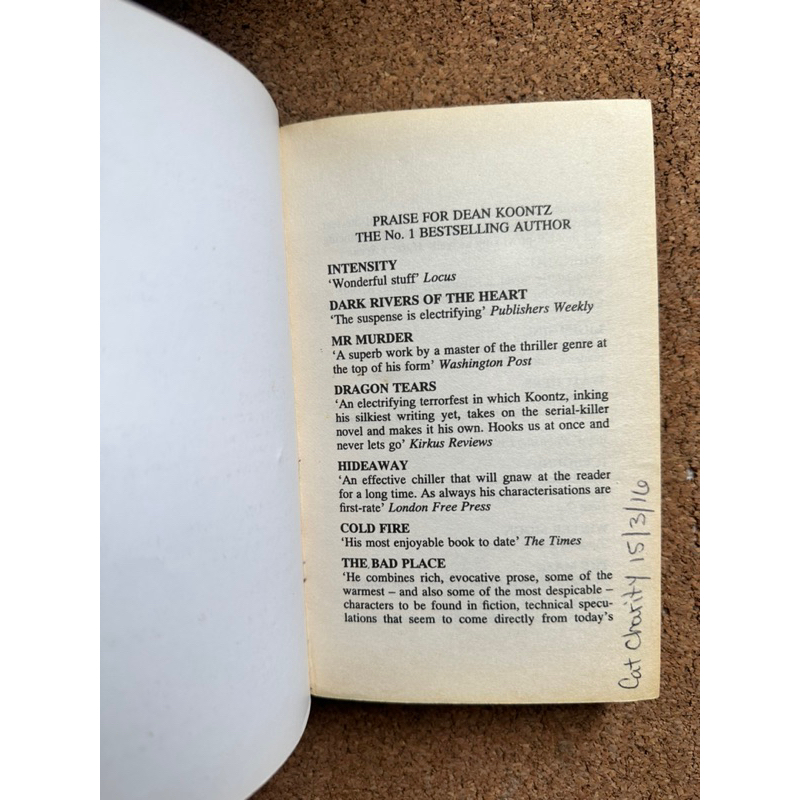 PRAISE FOR DEAN KOONTZ
THE No. 1 BESTSELLING AUTHOR
INTENSITY
‘Wonderful stuff’ Locus
DARK RIVERS OF THE HEART
‘The suspense is electrifying’ Publishers Weekly
MR MURDER
‘A superb work by a master of the thriller genre at
the top of his form’ Washington Post
DRAGON TEARS
‘An electrifying terrorfest in which Koontz, inking
his silkiest writing yet, takes on the serial-killer
novel and makes it his own. Hooks us at once and
never lets go’ Kirkus Reviews
HIDEAWAY
‘An effective chiller that will gnaw at the reader
for a long time. As always his characterisations are
first-rate’ London Free Press
COLD FIRE
‘His most enjoyable book to date’ The Times
THE BAD PLACE
‘He combines rich, evocative prose, some of the
warmest – and also some of the most despicable –
characters to be found in fiction, technical specu-
lations that seem to come directly from today’s
Cat Charity 15/3/16